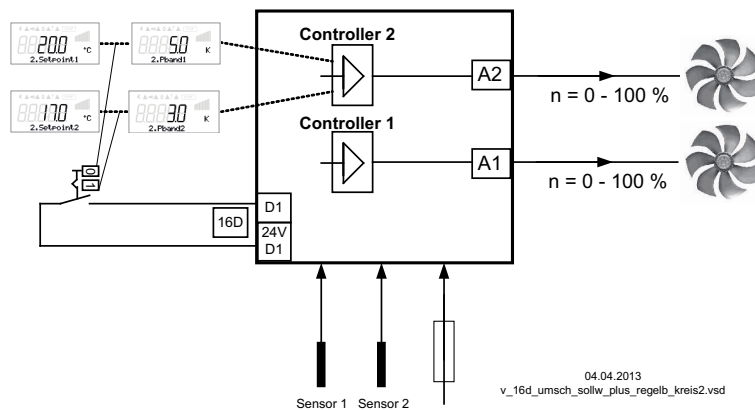 Controller 2
20.0 °C
2.Setpoint1
5.0 K
2.Pband1
A2
n = 0 - 100 %
17.0 °C
2.Setpoint2
3.0 K
2.Pband2
Controller 1
A1
n = 0 - 100 %
0
1
16D
D1
24V
D1
Sensor 1
Sensor 2
04.04.2013
v_16d_umsch_sollw_plus_regelb_kreis2.vsd